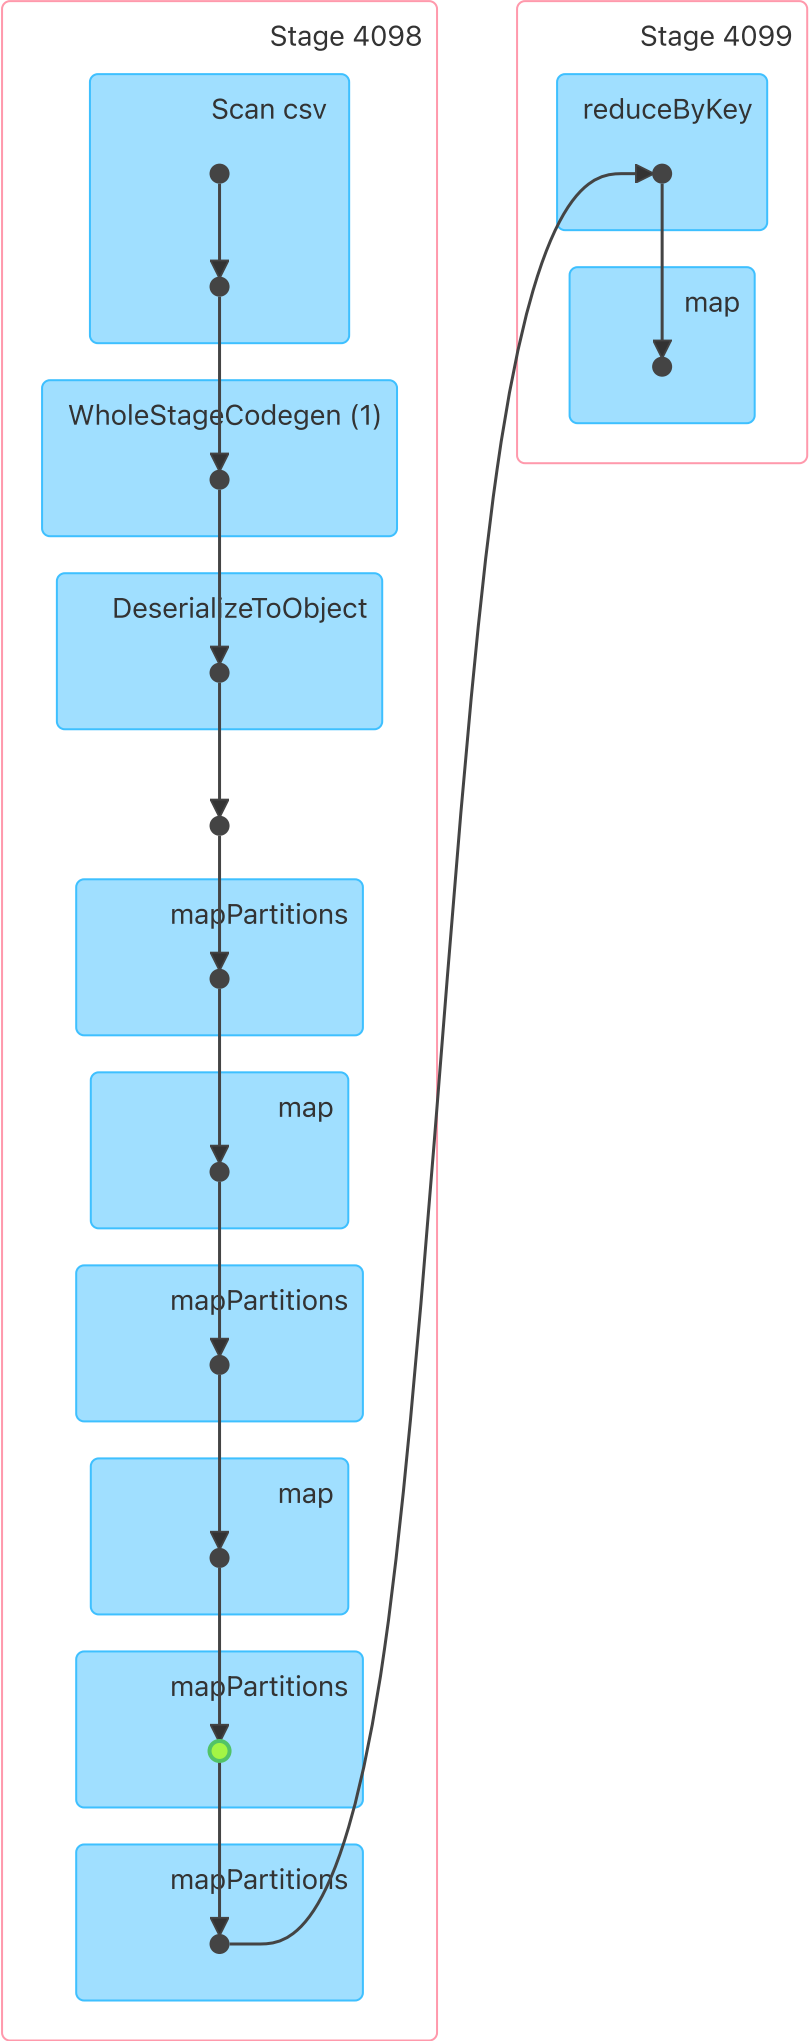 Stage 4098
Scan csv
WholeStageCodegen (1)
DeserializeToObject
mapPartitions
map
mapPartitions
map
mapPartitions
mapPartitions
Stage 4099
reduceByKey
map